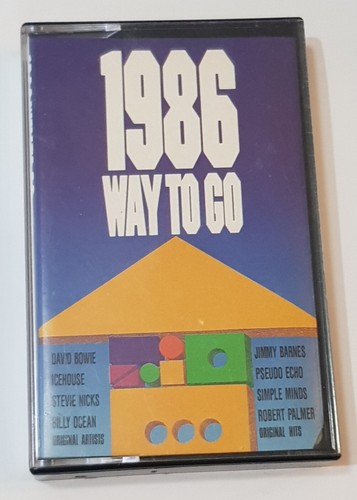 1986
WAY TO GO
DAVID BOWIE
ICEHOUSE
STEVIE NICKS
BILLY OCEAN
ORIGINAL ARTISTS
JIMMY BARNES
PSEUDO ECHO
SIMPLE MINDS
ROBERT PALMER
ORIGINAL HITS